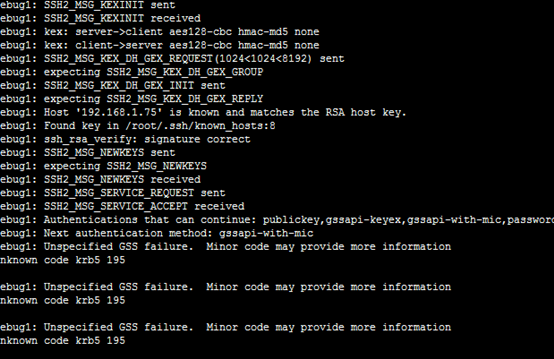 ebug1: SSH2_MSG_KEXINIT sent
ebug1: SSH2_MSG_KEXINIT received
ebug1: kex: server->client aes128-cbc hmac-md5 none
ebug1: kex: client->server aes128-cbc hmac-md5 none
ebug1: SSH2_MSG_KEX_DH_GEX_REQUEST(1024<1024<8192) sent
ebug1: expecting SSH2_MSG_KEX_DH_GEX_GROUP
ebug1: SSH2_MSG_KEX_DH_GEX_INIT sent
ebug1: expecting SSH2_MSG_KEX_DH_GEX_REPLY
ebug1: Host '192.168.1.75' is known and matches the RSA host key.
ebug1: Found key in /root/.ssh/known_hosts:8
ebug1: ssh_rsa_verify: signature correct
ebug1: SSH2_MSG_NEWKEYS sent
ebug1: expecting SSH2_MSG_NEWKEYS
ebug1: SSH2_MSG_NEWKEYS received
ebug1: SSH2_MSG_SERVICE_REQUEST sent
ebug1: SSH2_MSG_SERVICE_ACCEPT received
ebug1: Authentications that can continue: publickey,gssapi-keyex,gssapi-with-mic,password
ebug1: Next authentication method: gssapi-with-mic
ebug1: Unspecified GSS failure.  Minor code may provide more information
nknown code krb5 195
ebug1: Unspecified GSS failure.  Minor code may provide more information
nknown code krb5 195
ebug1: Unspecified GSS failure.  Minor code may provide more information
nknown code krb5 195